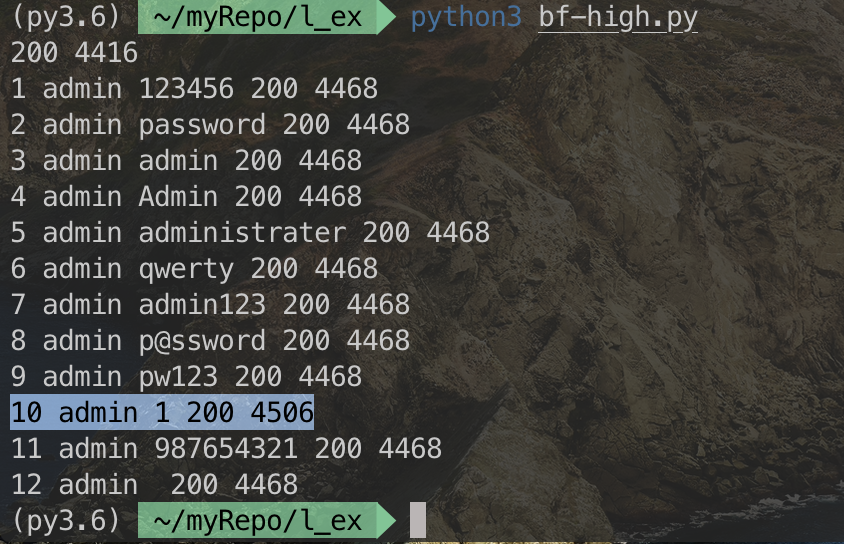 (py3.6) ~/myRepo/l_ex python3 bf-high.py
200 4416
1 admin 123456 200 4468
2 admin password 200 4468
3 admin admin 200 4468
4 admin Admin 200 4468
5 admin administrater 200 4468
6 admin qwerty 200 4468
7 admin admin123 200 4468
8 admin p@ssword 200 4468
9 admin pw123 200 4468
10 admin 1 200 4506
11 admin 987654321 200 4468
12 admin  200 4468
(py3.6) ~/myRepo/l_ex